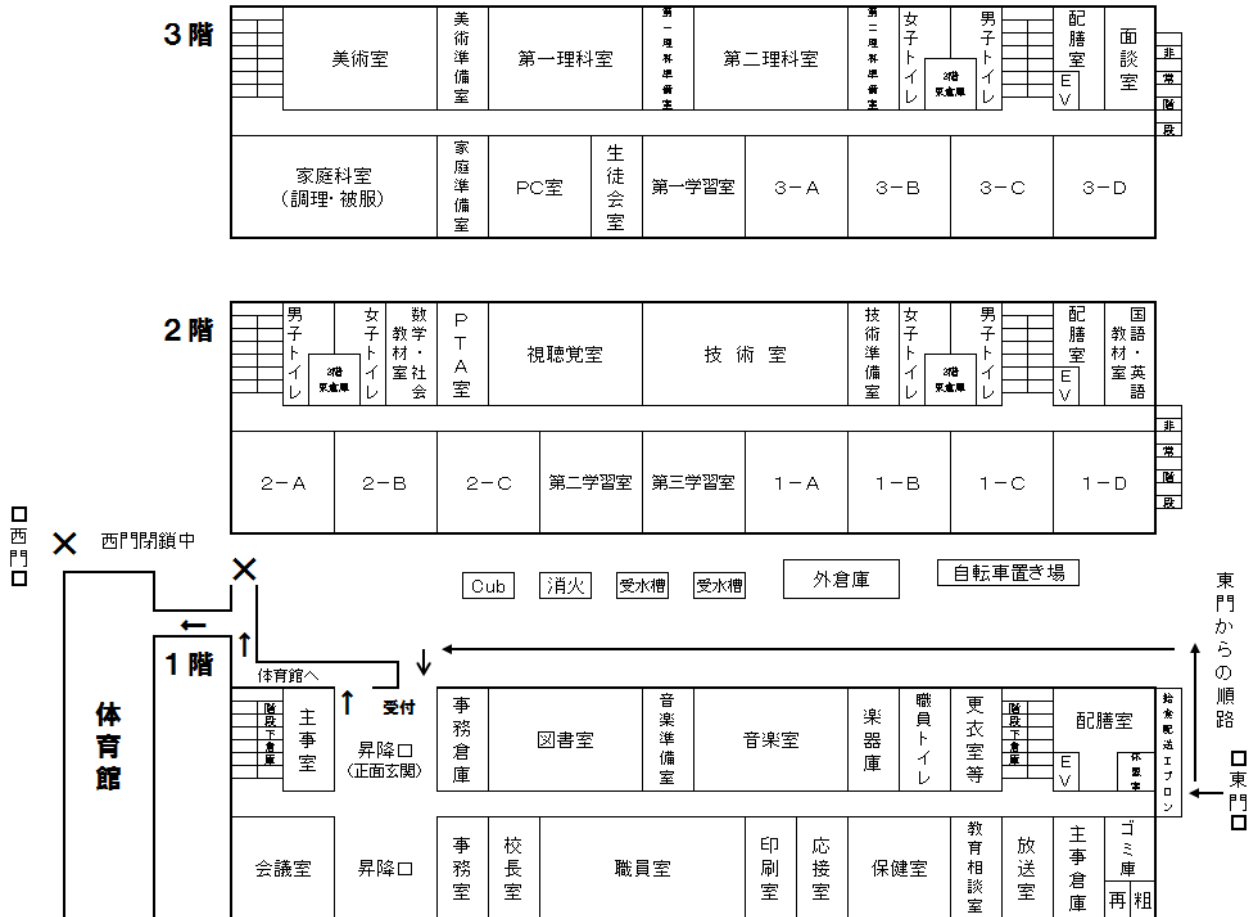 3階
美術室
美術準備室
第一理科室
第一理科準備室
第二理科室
第二理科準備室
女子トイレ
男子トイレ
配膳室
EV
面談室
非常階段
家庭科室
(調理・被服)
家庭準備室
PC室
生徒会室
第一学習室
3-A
3-B
3-C
3-D
2階
男子トイレ
女子トイレ
数学・社会
教材室
PTA室
視聴覚室
技術室
技術準備室
女子トイレ
男子トイレ
配膳室
EV
国語・英語
教材室
非常階段
2-A
2-B
2-C
第二学習室
第三学習室
1-A
1-B
1-C
1-D
西門
西門閉鎖中
Cub
消火
受水槽
受水槽
外倉庫
自転車置き場
東門からの順路
東門
体育館
1階
体育館へ
受付
階段下倉庫
主事室
昇降口
(正面玄関)
事務倉庫
図書室
音楽準備室
音楽室
楽器庫
職員トイレ
更衣室等
階段下倉庫
配膳室
EV
給食配送エプロン
会議室
昇降口
事務室
校長室
職員室
印刷室
応接室
保健室
教育相談室
放送室
主事倉庫
ゴミ庫
再
粗